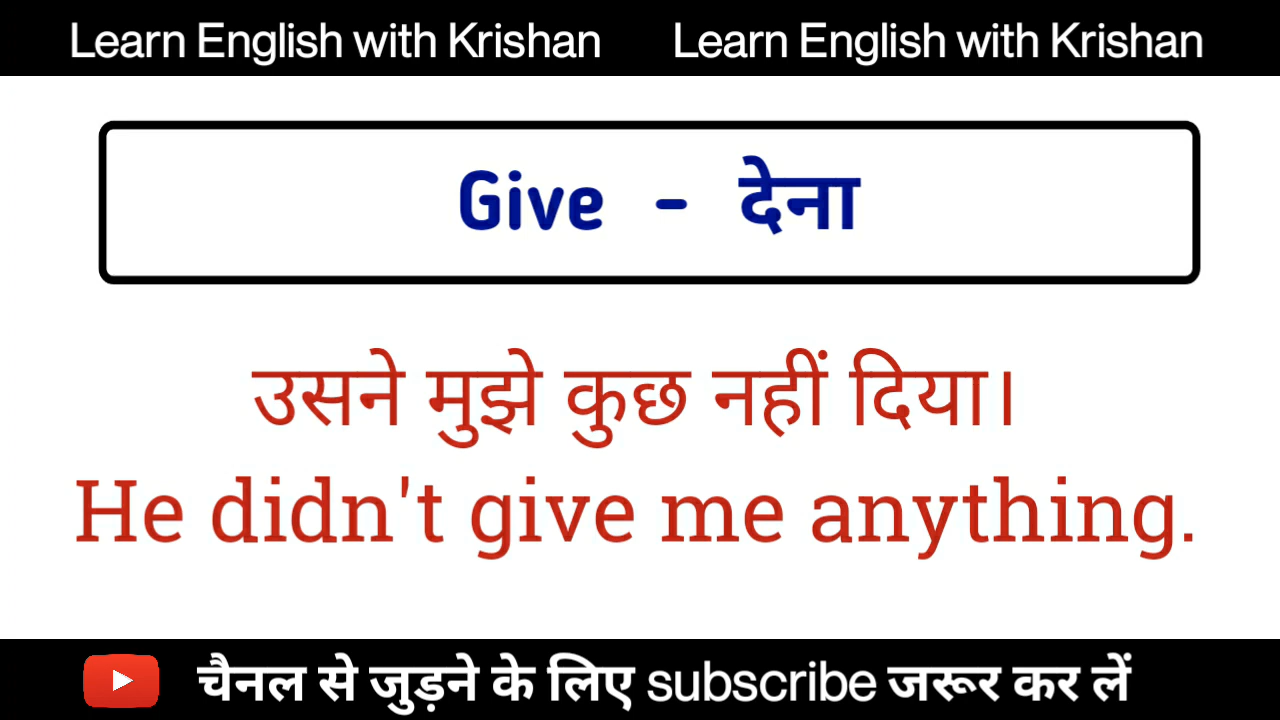 Learn English with Krishan Learn English with Krishan
Give - देना
उसने मुझे कुछ नहीं दिया।
He didn't give me anything.
चैनल से जुड़ने के लिए subscribe जरूर कर लें